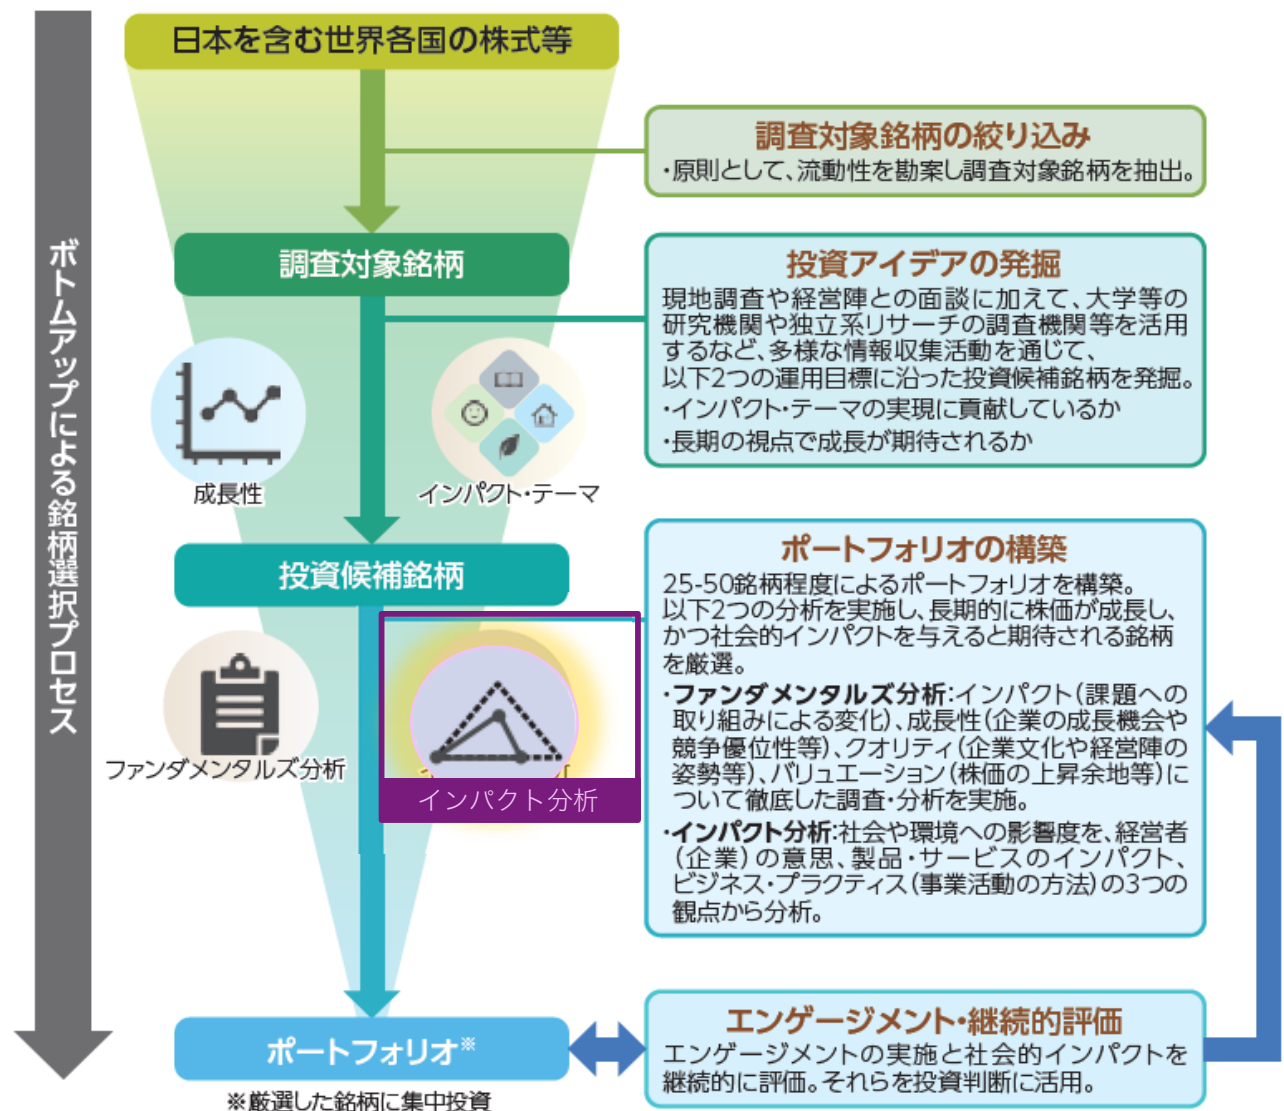 日本を含む世界各国の株式等
調査対象銘柄の絞り込み
・原則として、流動性を勘案し調査対象銘柄を抽出。
ボトムアップによる銘柄選択プロセス
調査対象銘柄
投資アイデアの発掘
現地調査や経営陣との面談に加えて、大学等の
研究機関や独立系リサーチの調査機関等を活用
するなど、多様な情報収集活動を通じて、
以下2つの運用目標に沿った投資候補銘柄を発掘。
・インパクト・テーマの実現に貢献しているか
・長期の視点で成長が期待されるか
成長性
インパクト・テーマ
投資候補銘柄
ポートフォリオの構築
25-50銘柄程度によるポートフォリオを構築。
以下2つの分析を実施し、長期的に株価が成長し、
かつ社会的インパクトを与えると期待される銘柄
を厳選。
・ファンダメンタルズ分析:インパクト(課題への
取り組みによる変化)、成長性(企業の成長機会や
競争優位性等)、クオリティ(企業文化や経営陣の
姿勢等)、バリュエーション(株価の上昇余地等)に
ついて徹底した調査・分析を実施。
・インパクト分析:社会や環境への影響度を、経営者
(企業)の意思、製品・サービスのインパクト、
ビジネス・プラクティス(事業活動の方法)の3つの
観点から分析。
ファンダメンタルズ分析
インパクト分析
ポートフォリオ※
※厳選した銘柄に集中投資
エンゲージメント・継続的評価
エンゲージメントの実施と社会的インパクトを
継続的に評価。それらを投資判断に活用。